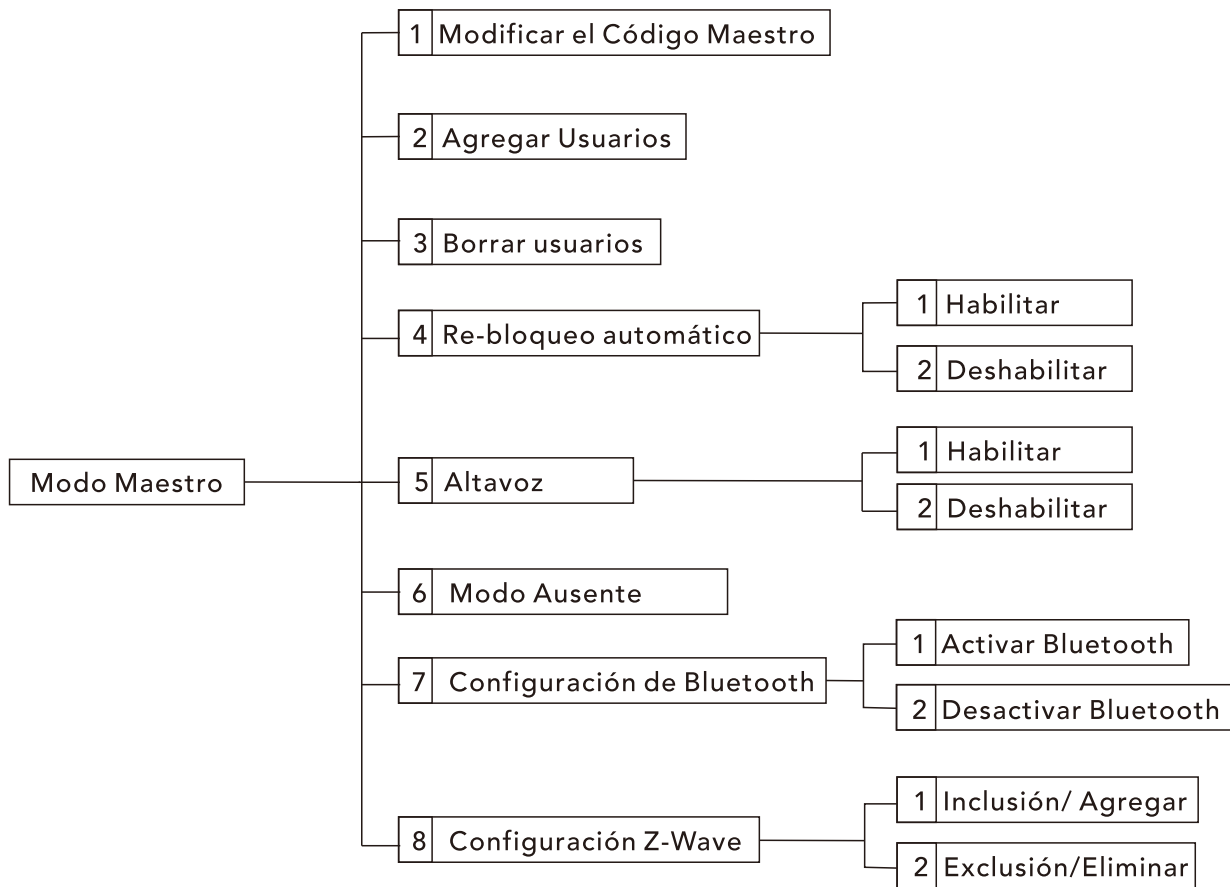 1 Modificar el Código Maestro
2 Agregar Usuarios
3 Borrar usuarios
4 Re-bloqueo automático
1 Habilitar
2 Deshabilitar
Modo Maestro
5 Altavoz
1 Habilitar
2 Deshabilitar
6 Modo Ausente
7 Configuración de Bluetooth
1 Activar Bluetooth
2 Desactivar Bluetooth
8 Configuración Z-Wave
1 Inclusión/ Agregar
2 Exclusión/Eliminar